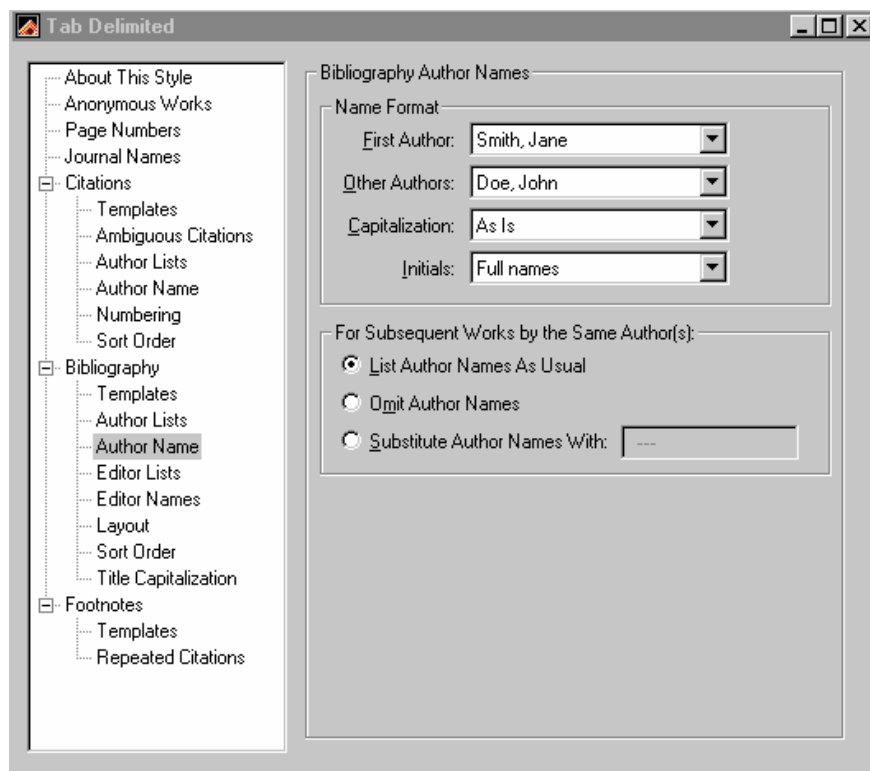 Tab Delimited
About This Style
Anonymous Works
Page Numbers
Journal Names
Citations
Templates
Ambiguous Citations
Author Lists
Author Name
Numbering
Sort Order
Bibliography
Templates
Author Lists
Author Name
Editor Lists
Editor Names
Layout
Sort Order
Title Capitalization
Footnotes
Templates
Repeated Citations
Bibliography Author Names
Name Format
First Author: Smith, Jane
Other Authors: Doe, John
Capitalization: As Is
Initials: Full names
For Subsequent Works by the Same Author(s):
List Author Names As Usual
Omit Author Names
Substitute Author Names With: ---